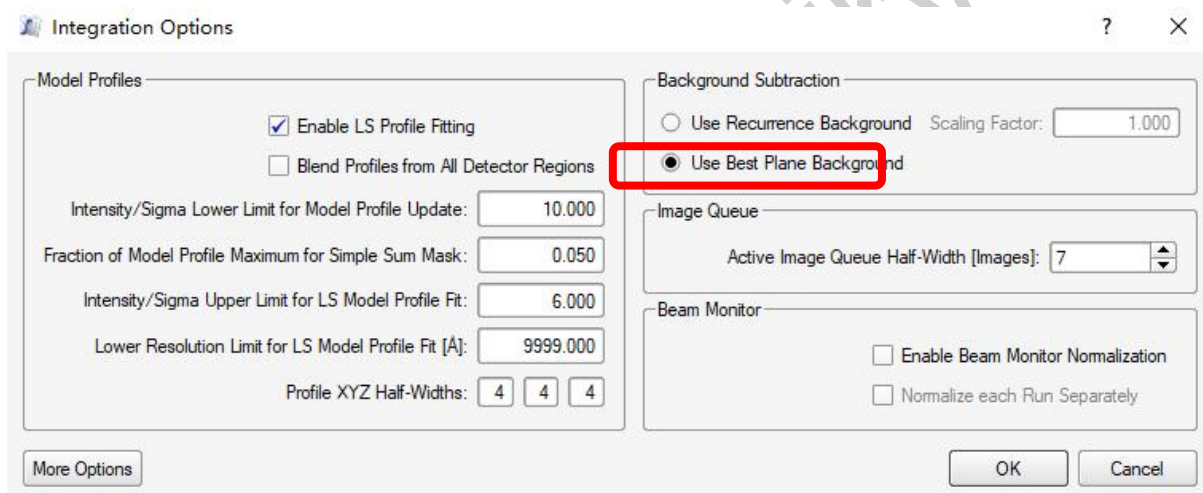 Integration Options
?
Model Profiles
Enable LS Profile Fitting
Blend Profiles from All Detector Regions
Intensity/Sigma Lower Limit for Model Profile Update: 10.000
Fraction of Model Profile Maximum for Simple Sum Mask: 0.050
Intensity/Sigma Upper Limit for LS Model Profile Fit: 6.000
Lower Resolution Limit for LS Model Profile Fit [Å]: 9999.000
Profile XYZ Half-Widths: 4 4 4
Background Subtraction
Use Recurrence Background Scaling Factor: 1.000
Use Best Plane Background
Image Queue
Active Image Queue Half-Width [Images]: 7
Beam Monitor
Enable Beam Monitor Normalization
Normalize each Run Separately
More Options
OK
Cancel